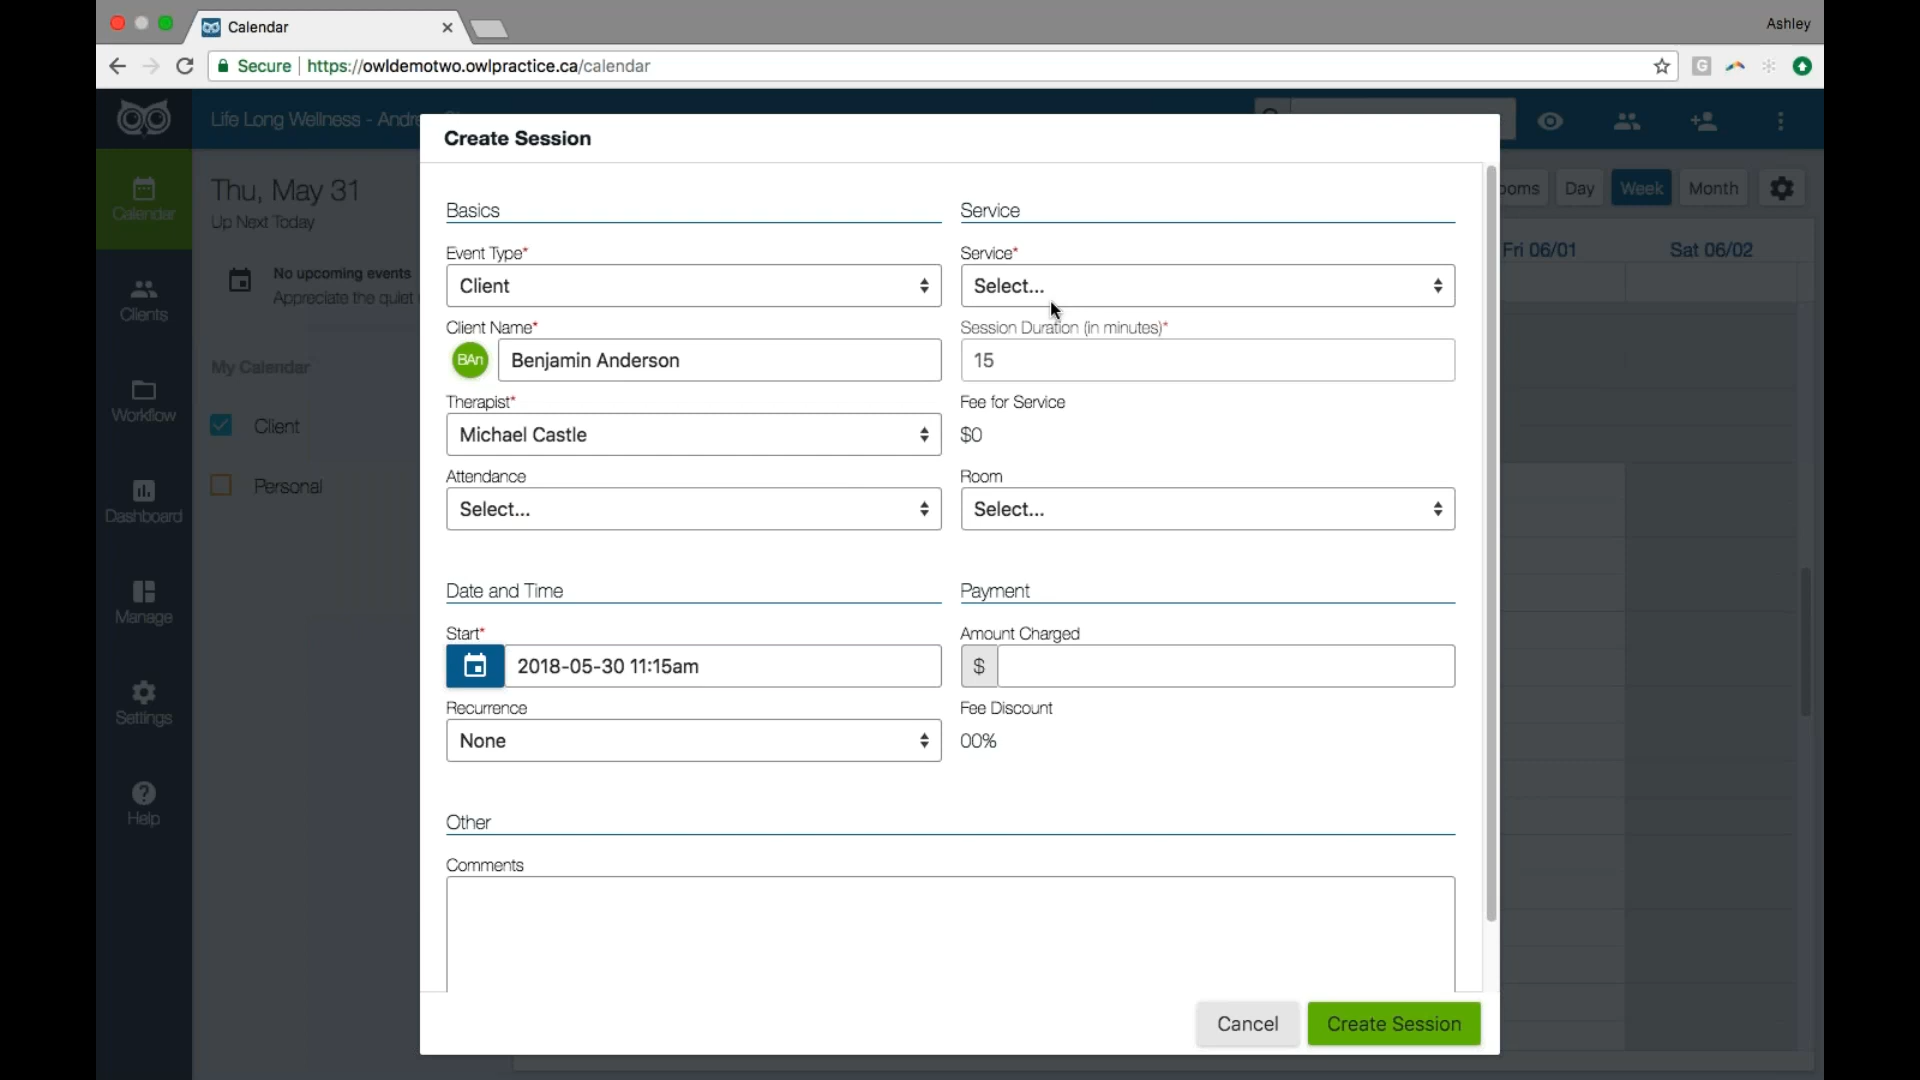 Calendar
Ashley
Secure | https://owldemotwo.owlpractice.ca/calendar
Life Long Wellness - Andre
Create Session
Calendar
Clients
Workflow
Dashboard
Manage
Settings
Help
Thu, May 31
Up Next Today
No upcoming events
Appreciate the quiet
My Calendar
Client
Personal
Day
Week
Month
Fri 06/01
Sat 06/02
Basics
Event Type*
Client
Client Name*
BAn
Benjamin Anderson
Therapist*
Michael Castle
Attendance
Select...
Service
Service*
Select...
Session Duration (in minutes)*
15
Fee for Service
$0
Room
Select...
Date and Time
Start*
2018-05-30 11:15am
Recurrence
None
Payment
Amount Charged
$
Fee Discount
00%
Other
Comments
Cancel
Create Session